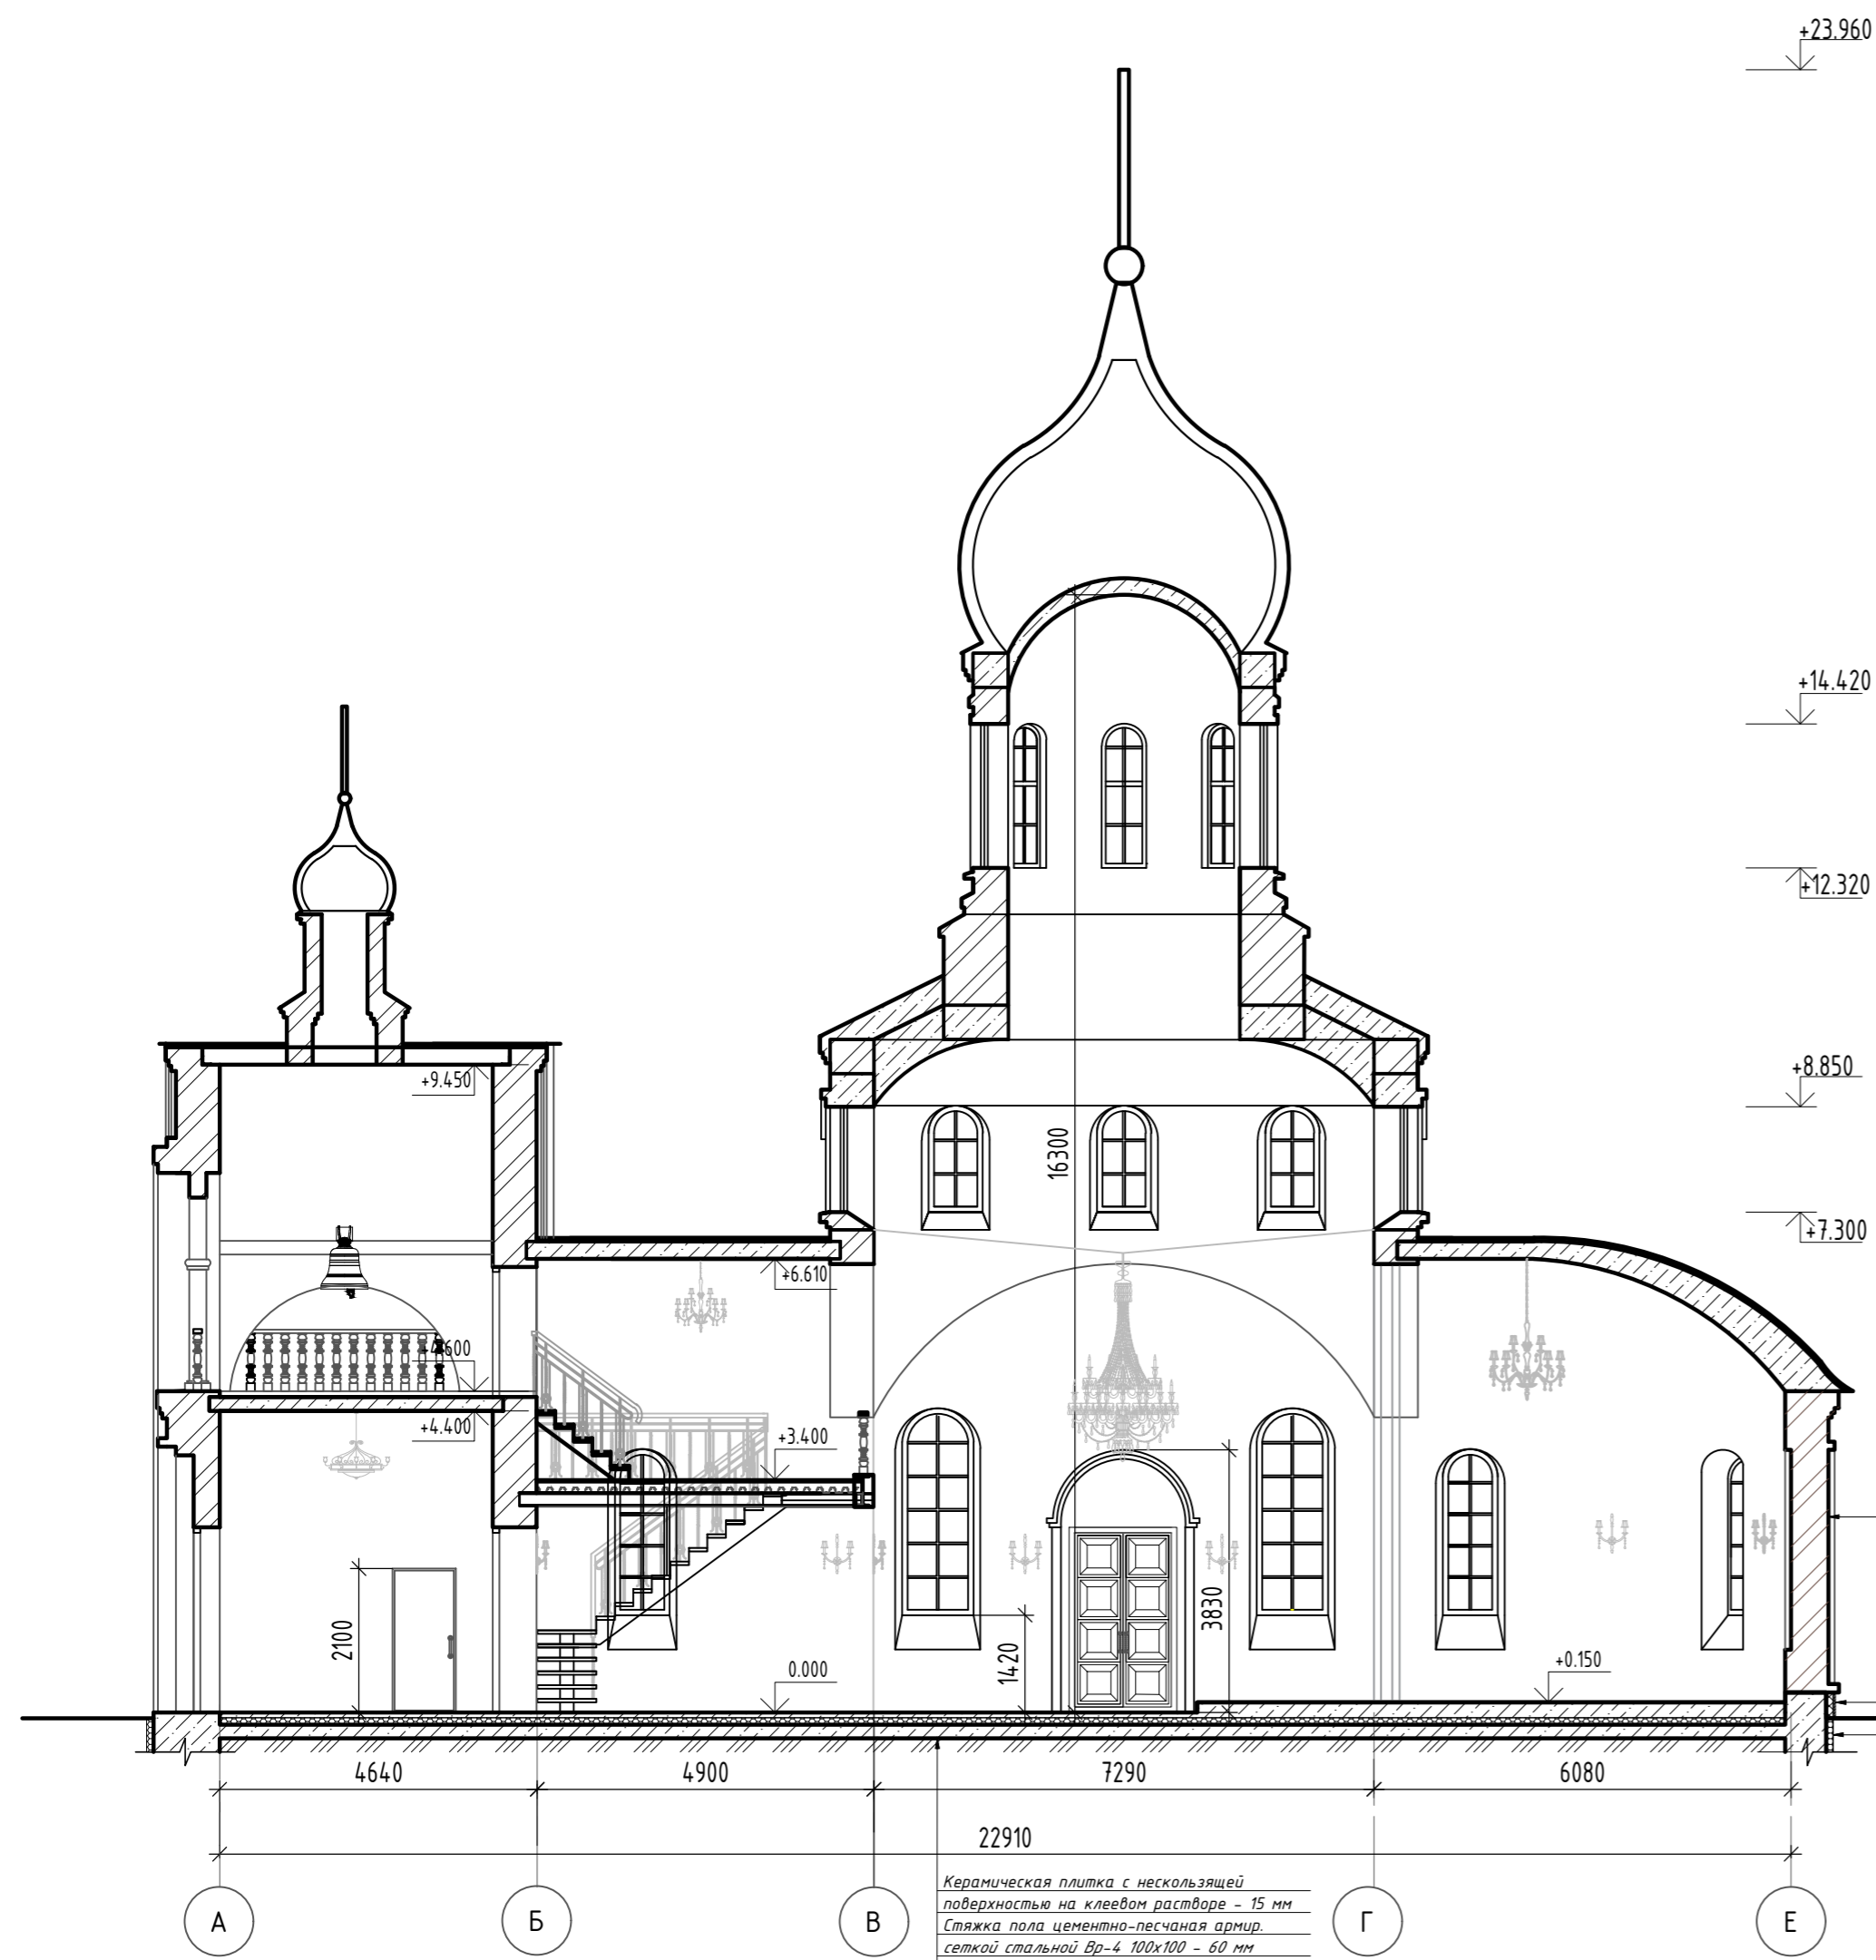 +23.960
+14.420
+12.320
+9.450
+8.850
16300
+7.300
+6.610
+4.600
+4.400
+3.400
2100
3830
1420
0.000
+0.150
4640 4900 7290 6080
22910
Керамическая плитка с нескользящей
поверхностью на клеевом растворе - 15 мм
Стяжка пола цементно-песчаная армир.
сеткой стальной Вр-4 100х100 - 60 мм
А Б В Г Е